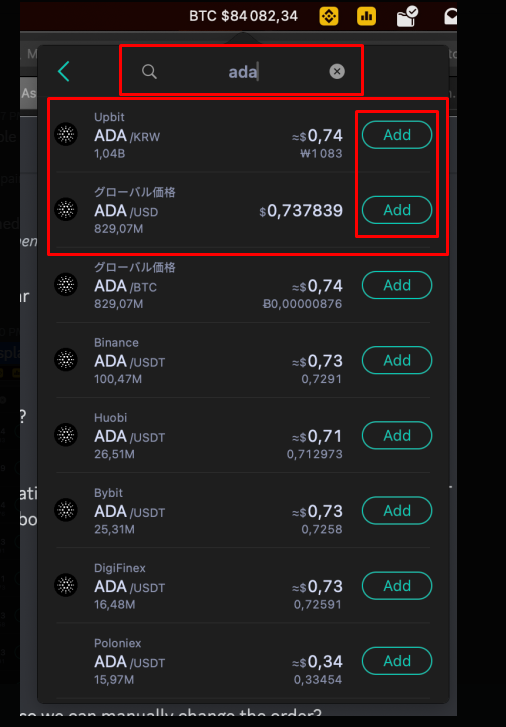 BTC $84 082,34
M
ada
As
Upbit
ADA /KRW
1,04B
≈$0,74
₩1 083
Add
グローバル価格
ADA /USD
829,07M
$0,737839
Add
グローバル価格
ADA /BTC
829,07M
≈$0,74
Ƀ0,00000876
Add
Binance
ADA /USDT
100,47M
≈$0,73
0,7291
Add
Huobi
ADA /USDT
26,51M
≈$0,71
0,712973
Add
Bybit
ADA /USDT
25,31M
≈$0,73
0,7258
Add
DigiFinex
ADA /USDT
16,48M
≈$0,73
0,72591
Add
Poloniex
ADA /USDT
15,97M
≈$0,34
0,33454
Add
so we can manually change the order?